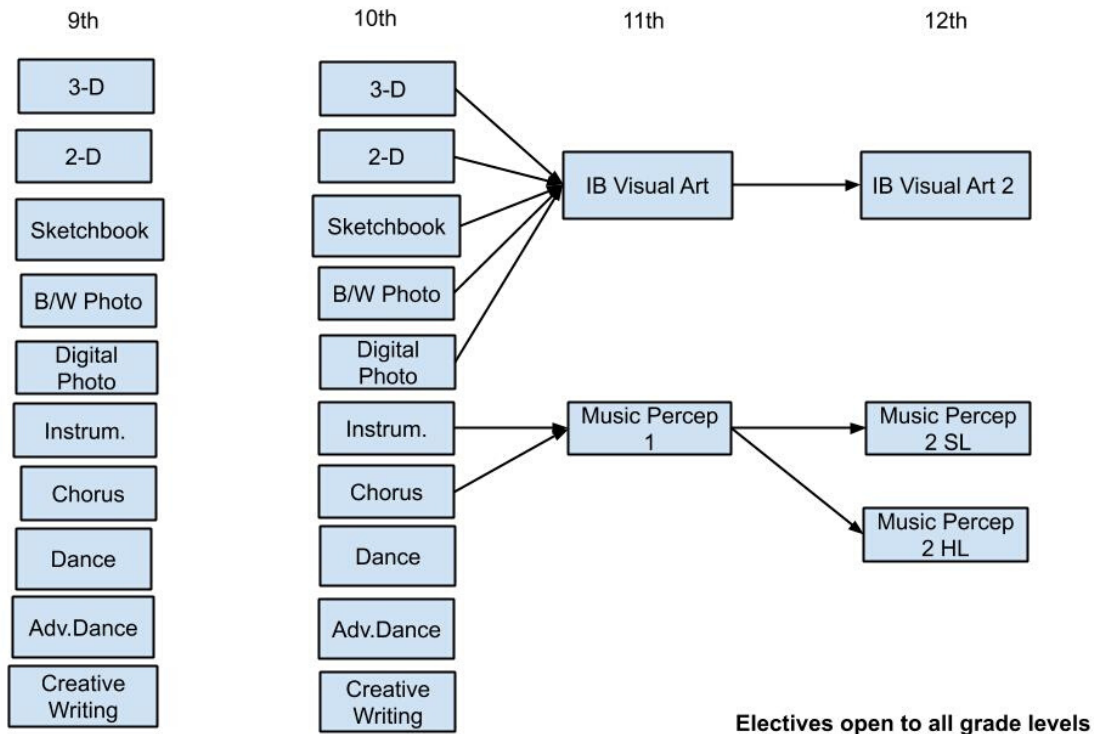 9th
10th
11th
12th
3-D
2-D
Sketchbook
B/W Photo
Digital
Photo
Instrum.
Chorus
Dance
Adv.Dance
Creative
Writing
3-D
2-D
Sketchbook
B/W Photo
Digital
Photo
Instrum.
Chorus
Dance
Adv.Dance
Creative
Writing
IB Visual Art
Music Percep
1
IB Visual Art 2
Music Percep
2 SL
Music Percep
2 HL
Electives open to all grade levels